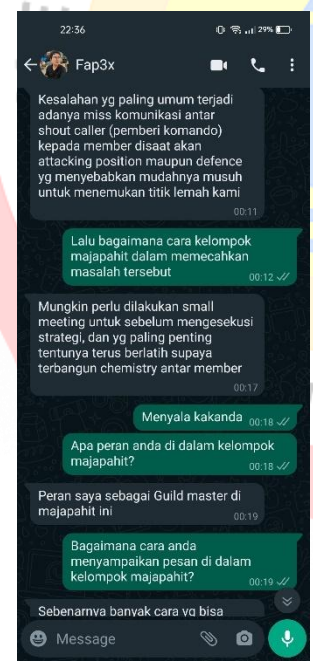 22:36
29%
Fap3x
Kesalahan yg paling umum terjadi
adanya miss komunikasi antar
shout caller (pemberi komando)
kepada member disaat akan
attacking position maupun defence
yg menyebabkan mudahnya musuh
untuk menemukan titik lemah kami
00:11
Lalu bagaimana cara kelompok
majapahit dalam memecahkan
masalah tersebut
00:12
Mungkin perlu dilakukan small
meeting untuk sebelum mengesekusi
strategi, dan yg paling penting
tentunya terus berlatih supaya
terbangun chemistry antar member
00:17
Menyala kakanda 00:18
Apa peran anda di dalam kelompok
majapahit?
00:18
Peran saya sebagai Guild master di
majapahit ini
00:19
Bagaimana cara anda
menyampaikan pesan di dalam
kelompok majapahit?
00:19
Sebenarnya banyak cara yg bisa
Message